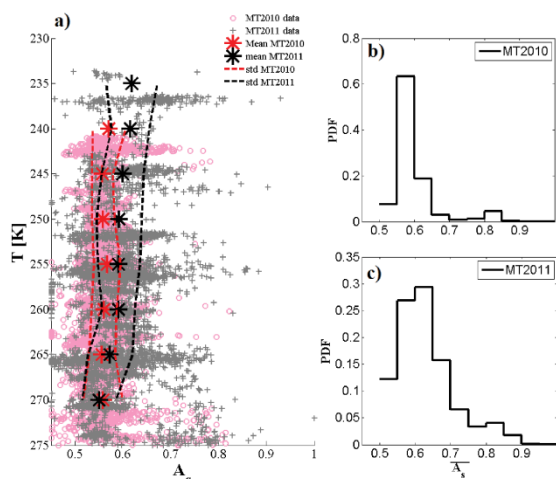 a)
MT2010 data
MT2011 data
Mean MT2010
mean MT2011
std MT2010
std MT2011
230
235
240
245
250
255
260
265
270
275
T [K]
0.5 0.6 0.7 0.8 0.9 1
b)
MT2010
0.8
0.6
0.4
0.2
0
PDF
0.5 0.6 0.7 0.8 0.9
c)
MT2011
0.35
0.3
0.25
0.2
0.15
0.1
0.05
0
PDF
0.5 0.6 0.7 0.8 0.9
A_s